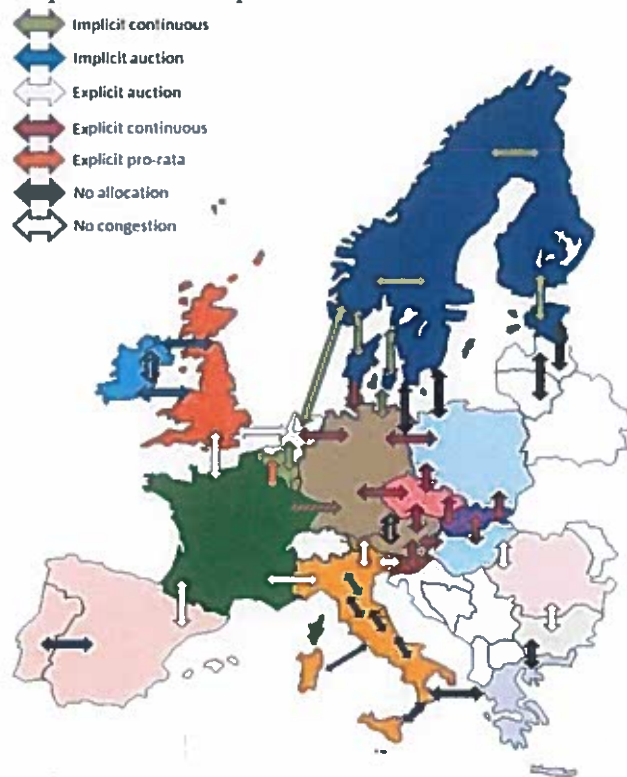 Implicit continuous
Implicit auction
Explicit auction
Explicit continuous
Explicit pro-rata
No allocation
No congestion